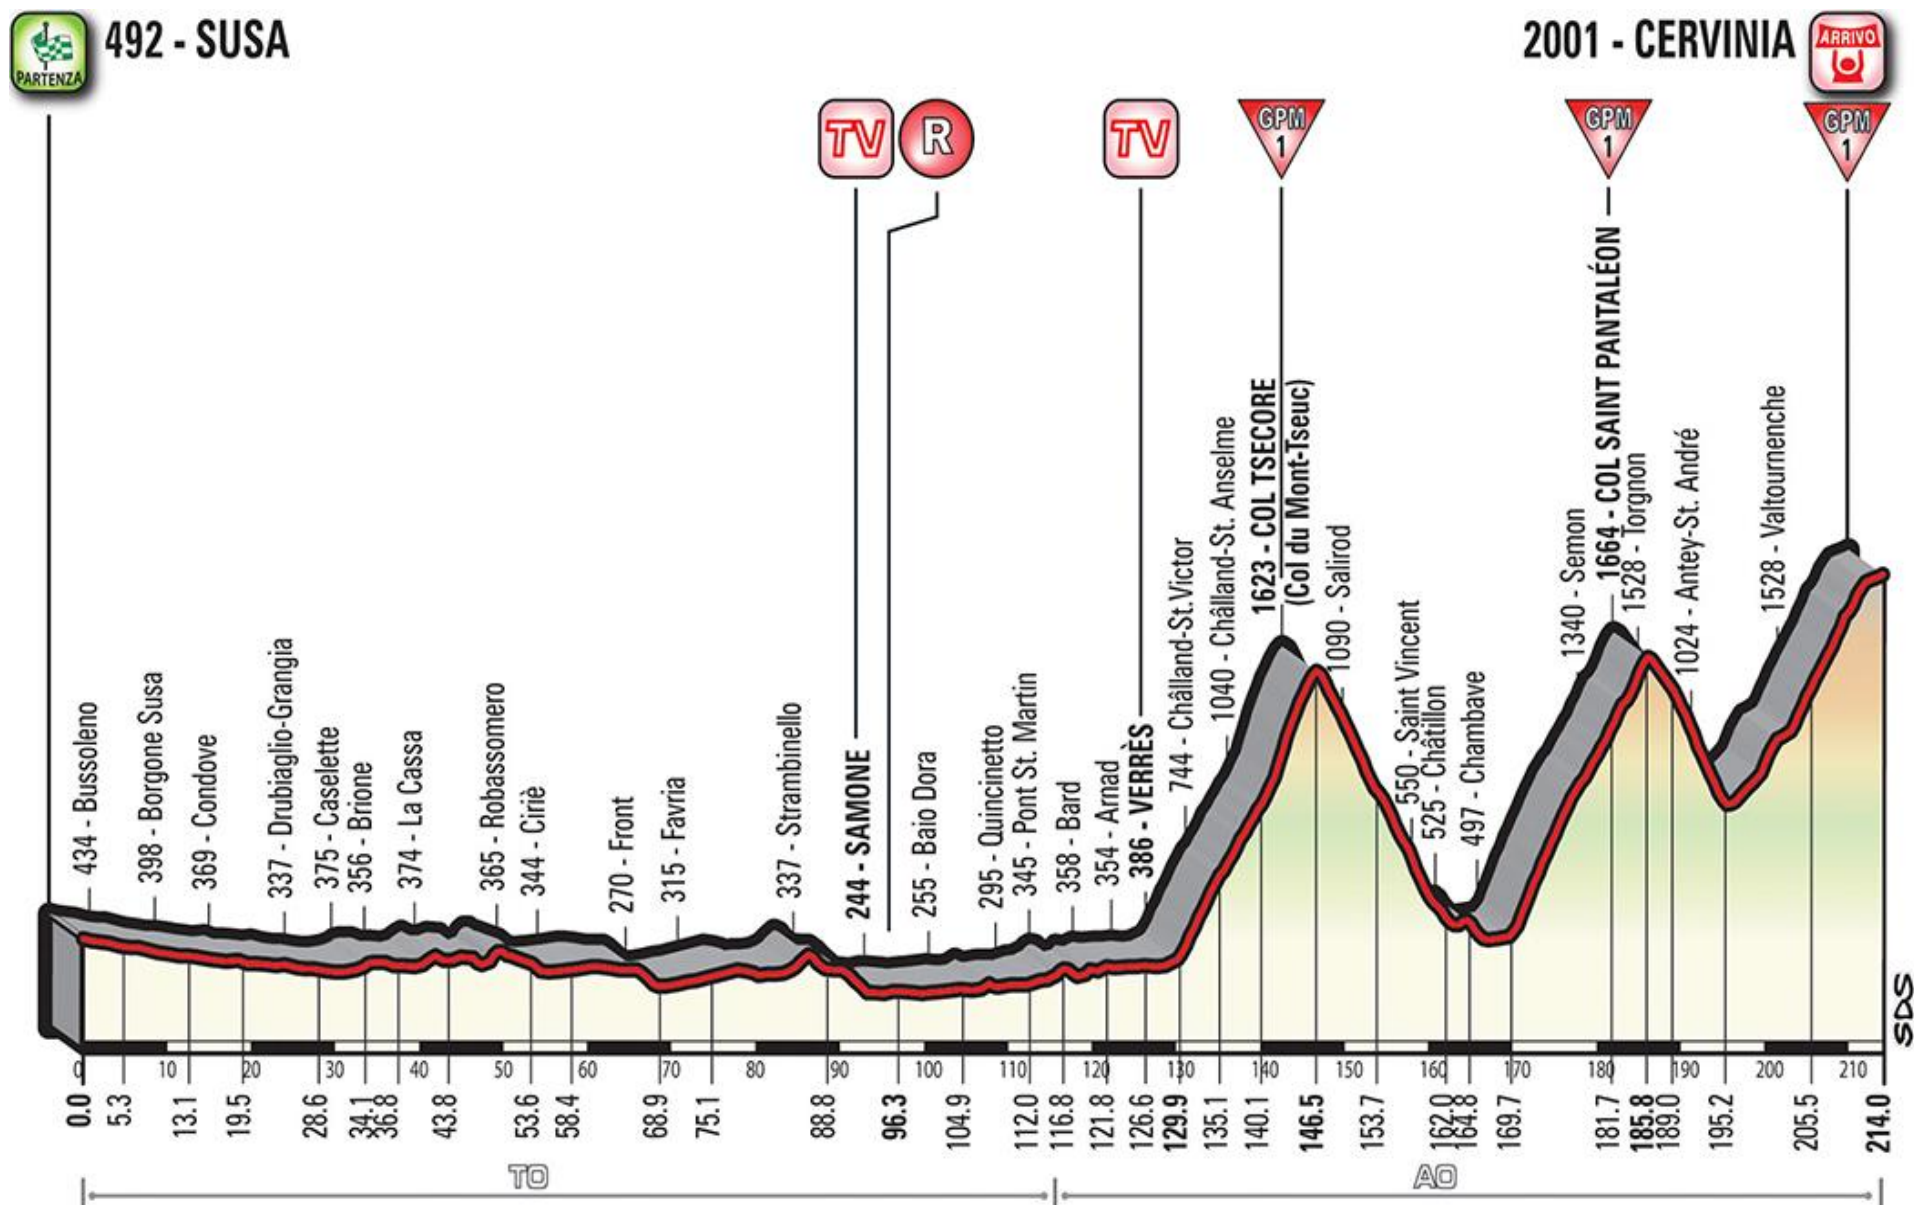 492 - SUSA
2001 - CERVINIA
PARTENZA
ARRIVO
TV
R
TV
GPM
1
GPM
1
GPM
1
434 - Bussoleno
398 - Borgone Susa
369 - Condove
337 - Drubiaglio-Grangia
375 - Caselette
356 - Brione
374 - La Cassa
365 - Robassomero
344 - Ciriè
270 - Front
315 - Favria
337 - Strambinello
244 - SAMONE
255 - Baio Dora
295 - Quincinetto
345 - Pont St. Martin
358 - Bard
354 - Arnad
386 - VERRÈS
744 - Châlland-St.Victor
1040 - Châlland-St. Anselme
1623 - COL TSECORE
(Col du Mont-Tseuc)
1090 - Salirod
550 - Saint Vincent
525 - Châtillon
497 - Chambave
1340 - Semon
1664 - COL SAINT PANTALÉON
1528 - Torgnon
1024 - Antey-St. André
1528 - Valtournenche
SDS
0 10 20 30 40 50 60 70 80 90 100 110 120 130 140 150 160 170 180 190 200 210
0.0 5.3 13.1 19.5 28.6 34.1 36.8 43.8 53.6 58.4 68.9 75.1 88.8 96.3 104.9 112.0 116.8 121.8 126.6 129.9 135.1 140.1 146.5 153.7 162.0 164.8 169.7 181.7 185.8 189.0 195.2 205.5 214.0
TO
AO